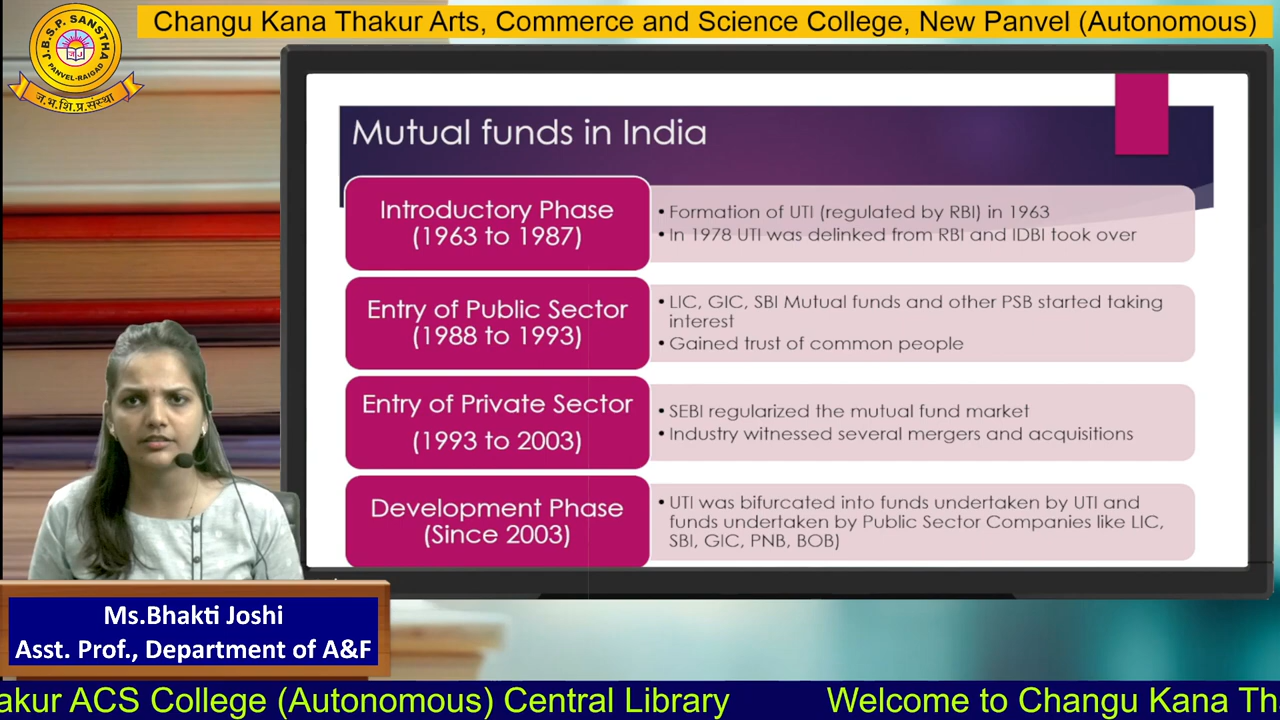 Changu Kana Thakur Arts, Commerce and Science College, New Panvel (Autonomous)
J.B.S.P. SANSTHA
PANVEL-RAIGAD
ज.भ.शि.प्र.संस्था
Mutual funds in India
Introductory Phase
(1963 to 1987)
• Formation of UTI (regulated by RBI) in 1963
• In 1978 UTI was delinked from RBI and IDBI took over
Entry of Public Sector
(1988 to 1993)
• LIC, GIC, SBI Mutual funds and other PSB started taking
interest
• Gained trust of common people
Entry of Private Sector
(1993 to 2003)
• SEBI regularized the mutual fund market
• Industry witnessed several mergers and acquisitions
Development Phase
(Since 2003)
• UTI was bifurcated into funds undertaken by UTI and
funds undertaken by Public Sector Companies like LIC,
SBI, GIC, PNB, BOB)
Ms.Bhakti Joshi
Asst. Prof., Department of A&F
akur ACS College (Autonomous) Central Library Welcome to Changu Kana Th